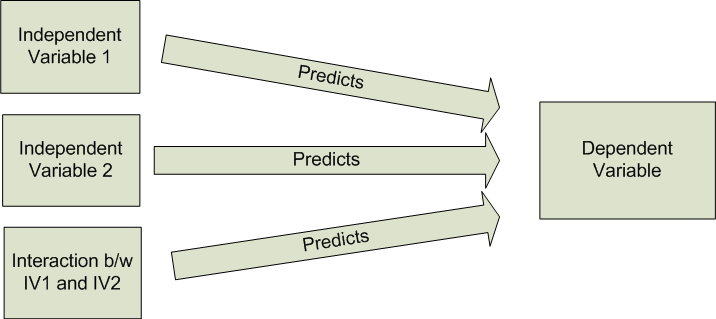 Independent
Variable 1
Predicts
Independent
Variable 2
Predicts
Dependent
Variable
Interaction b/w
IV1 and IV2
Predicts